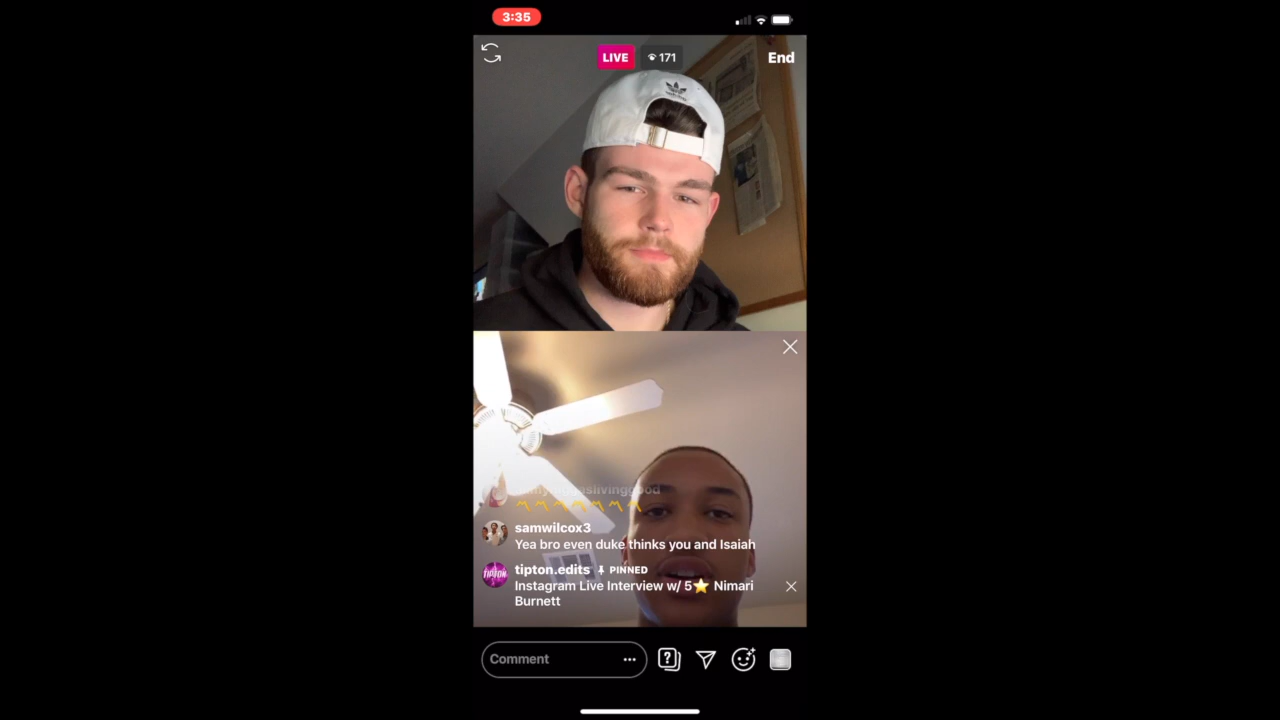 3:35
LIVE
171
End
samwilcox3
Yea bro even duke thinks you and Isaiah
tipton.edits PINNED
Instagram Live Interview w/ 5⭐ Nimari
Burnett
Comment